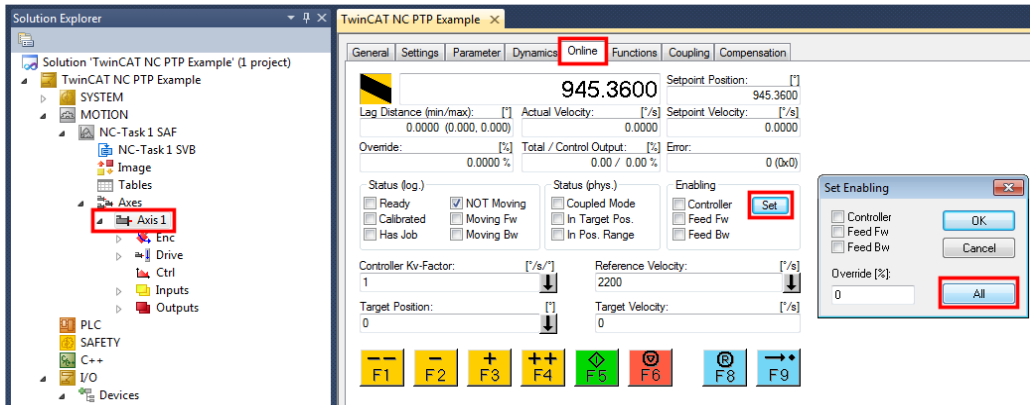 Solution Explorer
Solution 'TwinCAT NC PTP Example' (1 project)
TwinCAT NC PTP Example
SYSTEM
MOTION
NC-Task 1 SAF
NC-Task 1 SVB
Image
Tables
Axes
Axis 1
Enc
Drive
Ctrl
Inputs
Outputs
PLC
SAFETY
C++
I/O
Devices
TwinCAT NC PTP Example
General Settings Parameter Dynamics Online Functions Coupling Compensation
945.3600
Setpoint Position: [°]
945.3600
Lag Distance (min/max): [°] Actual Velocity: [°/s] Setpoint Velocity: [°/s]
0.0000 (0.000, 0.000) 0.0000 0.0000
Override: [%] Total / Control Output: [%] Error:
0.0000 % 0.00 / 0.00 % 0 (0x0)
Status (log.) Status (phys.) Enabling
Ready NOT Moving Coupled Mode Controller Set
Calibrated Moving Fw In Target Pos. Feed Fw
Has Job Moving Bw In Pos. Range Feed Bw
Controller Kv-Factor: [°/s/°] Reference Velocity: [°/s]
1 2200
Target Position: [°] Target Velocity: [°/s]
0 0
F1 F2 F3 F4 F5 F6 F8 F9
Set Enabling
Controller OK
Feed Fw
Feed Bw Cancel
Override [%]:
0 All